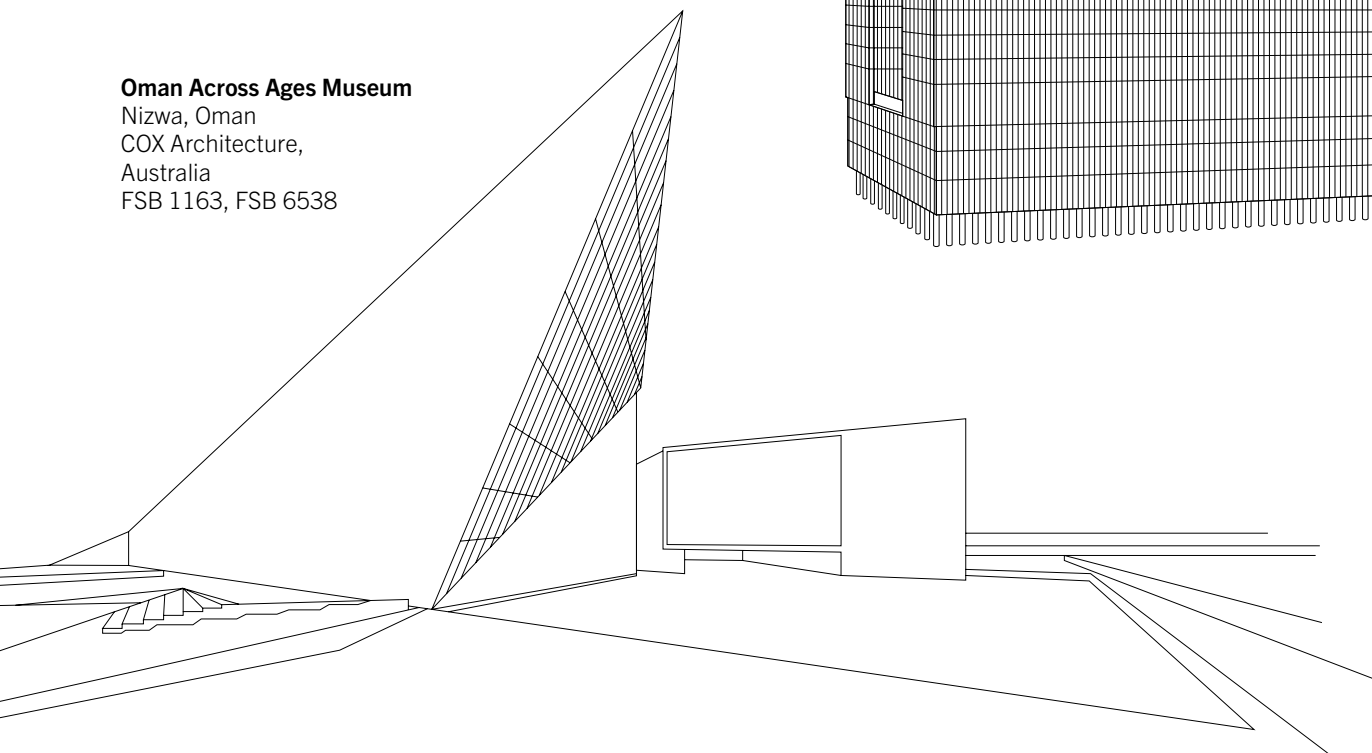 Oman Across Ages Museum
Nizwa, Oman
COX Architecture,
Australia
FSB 1163, FSB 6538